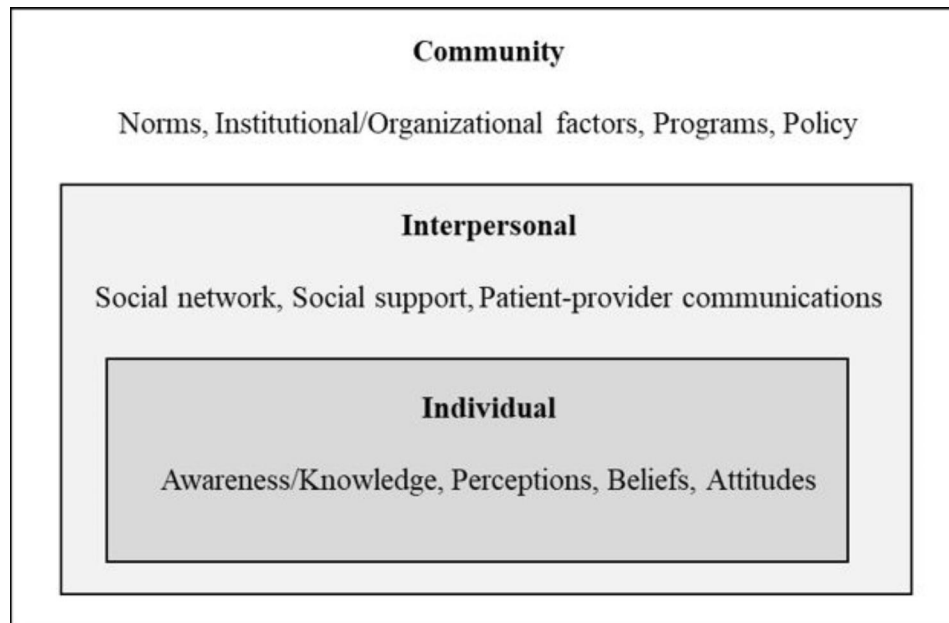 Community
Norms, Institutional/Organizational factors, Programs, Policy
Interpersonal
Social network, Social support, Patient-provider communications
Individual
Awareness/Knowledge, Perceptions, Beliefs, Attitudes